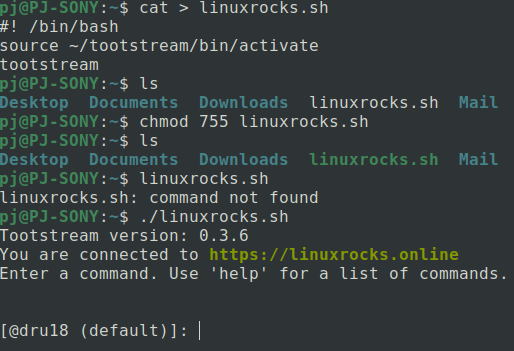 pj@PJ-SONY:~$ cat > linuxrocks.sh
#! /bin/bash
source ~/tootstream/bin/activate
tootstream
pj@PJ-SONY:~$ ls
Desktop  Documents  Downloads  linuxrocks.sh  Mail
pj@PJ-SONY:~$ chmod 755 linuxrocks.sh
pj@PJ-SONY:~$ ls
Desktop  Documents  Downloads  linuxrocks.sh  Mail
pj@PJ-SONY:~$ linuxrocks.sh
linuxrocks.sh: command not found
pj@PJ-SONY:~$ ./linuxrocks.sh
Tootstream version: 0.3.6
You are connected to https://linuxrocks.online
Enter a command. Use 'help' for a list of commands.
[@dru18 (default)]: